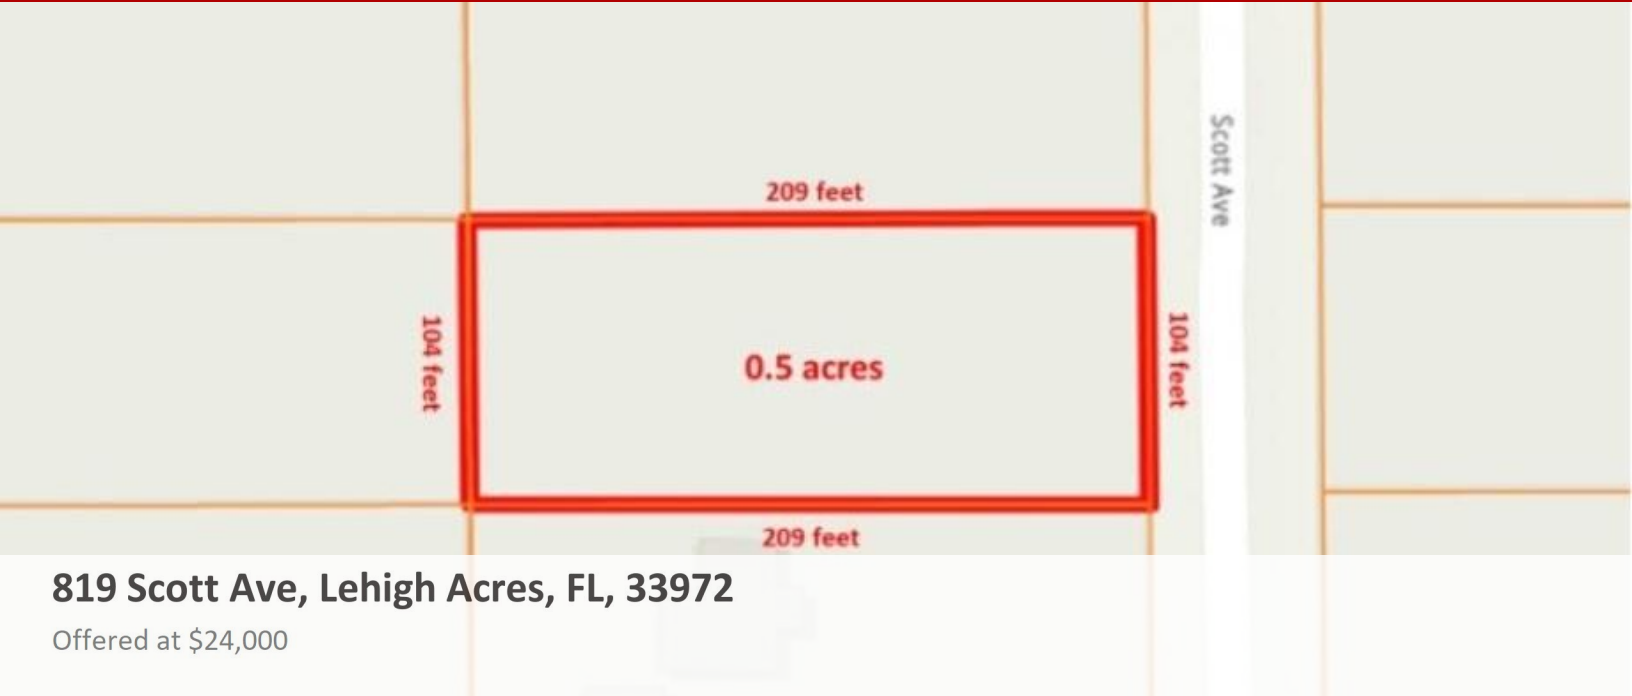 Scott Ave
209 feet
104 feet
0.5 acres
104 feet
209 feet
819 Scott Ave, Lehigh Acres, FL, 33972
Offered at $24,000